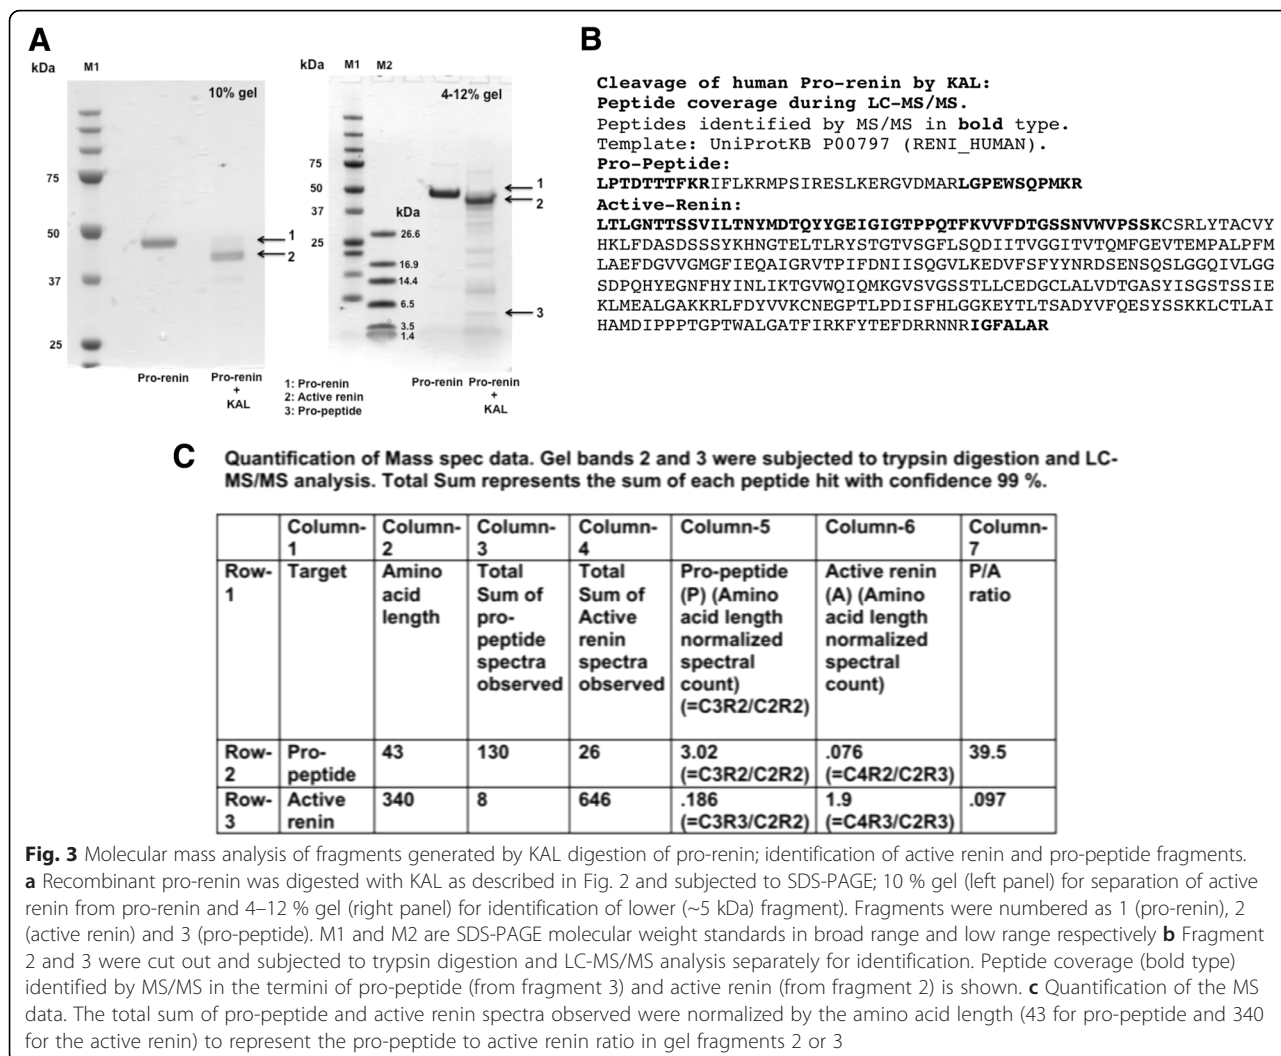 A
kDa
M1
10% gel
75
50
37
25
1
2
Pro-renin
Pro-renin
+
KAL
kDa
M1
M2
4-12% gel
75
50
37
25
kDa
26.6
16.9
14.4
6.5
3.5
1.4
1
2
3
Pro-renin
Pro-renin
+
KAL
1: Pro-renin
2: Active renin
3: Pro-peptide
B
Cleavage of human Pro-renin by KAL:
Peptide coverage during LC-MS/MS.
Peptides identified by MS/MS in bold type.
Template: UniProtKB P00797 (RENI_HUMAN).
Pro-Peptide:
LPTDTTTFKRIFLKRMPSIRESLKERGVDMARLGPEWSQPMKR
Active-Renin:
LTLGNTTSSVILTNYMDTQYYGEIGIGTPPQTFKVVFDTGSSNVWVPSSKCSRLYTACVY
HKLFDASDSSSYKHNGTELTLRYSTGTVSGFLSQDIITVGGITVTQMFGEVTEMPALPFM
LAEFDGVVGMGFIEQAIGRVTPIFDNIISQGVLKEDVFSFYYNRDSENSQSLGGQIVLGG
SDPQHYEGNFHYINLIKTGVWQIQMKGVSVGSSTLLCEDGCLALVDTGASYISGSTSSIE
KLMEALGAKKRLFDYVVKCNEGPTLPDISFHLGGKEYTLTSADYVFQESYSSKKLCTLAI
HAMDIPPPTGPTWALGATFIRKFYTEFDRRNNRIGFALAR
C
Quantification of Mass spec data. Gel bands 2 and 3 were subjected to trypsin digestion and LC-
MS/MS analysis. Total Sum represents the sum of each peptide hit with confidence 99 %.
Column-1 Column-2 Column-3 Column-4 Column-5 Column-6 Column-7
Row-1 Target Amino acid length Total Sum of pro-peptide spectra observed Total Sum of Active renin spectra observed Pro-peptide (P) (Amino acid length normalized spectral count) (=C3R2/C2R2) Active renin (A) (Amino acid length normalized spectral count) P/A ratio
Row-2 Pro-peptide 43 130 26 3.02 (=C3R2/C2R2) .076 (=C4R2/C2R3) 39.5
Row-3 Active renin 340 8 646 .186 (=C3R3/C2R2) 1.9 (=C4R3/C2R3) .097
Fig. 3 Molecular mass analysis of fragments generated by KAL digestion of pro-renin; identification of active renin and pro-peptide fragments.
a Recombinant pro-renin was digested with KAL as described in Fig. 2 and subjected to SDS-PAGE; 10 % gel (left panel) for separation of active
renin from pro-renin and 4–12 % gel (right panel) for identification of lower (~5 kDa) fragment). Fragments were numbered as 1 (pro-renin), 2
(active renin) and 3 (pro-peptide). M1 and M2 are SDS-PAGE molecular weight standards in broad range and low range respectively b Fragment
2 and 3 were cut out and subjected to trypsin digestion and LC-MS/MS analysis separately for identification. Peptide coverage (bold type)
identified by MS/MS in the termini of pro-peptide (from fragment 3) and active renin (from fragment 2) is shown. c Quantification of the MS
data. The total sum of pro-peptide and active renin spectra observed were normalized by the amino acid length (43 for pro-peptide and 340
for the active renin) to represent the pro-peptide to active renin ratio in gel fragments 2 or 3